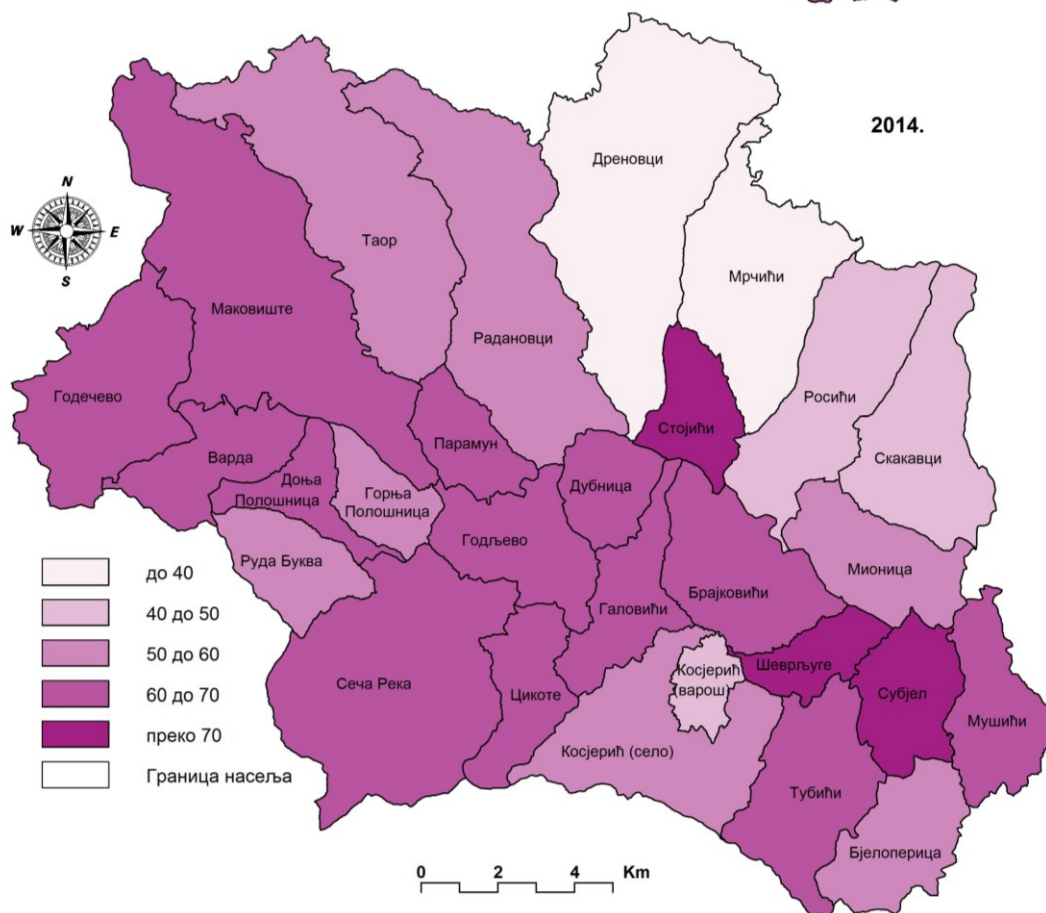 2014.
Дреновци
N
W
E
S
Таор
Мрчићи
Маковиште
Радановци
Годечево
Росићи
Стојићи
Парамун
Скакавци
Варда
Доња
Полошница
Горња
Полошница
Дубница
Руда Буква
Годљево
Мионица
до 40
40 до 50
50 до 60
60 до 70
преко 70
Граница насеља
Галовићи
Брајковићи
Сеча Река
Цикоте
Косјерић
(варош)
Шеврљуге
Субјел
Мушићи
Косјерић (село)
Тубићи
Бјелоперица
0 2 4 Km